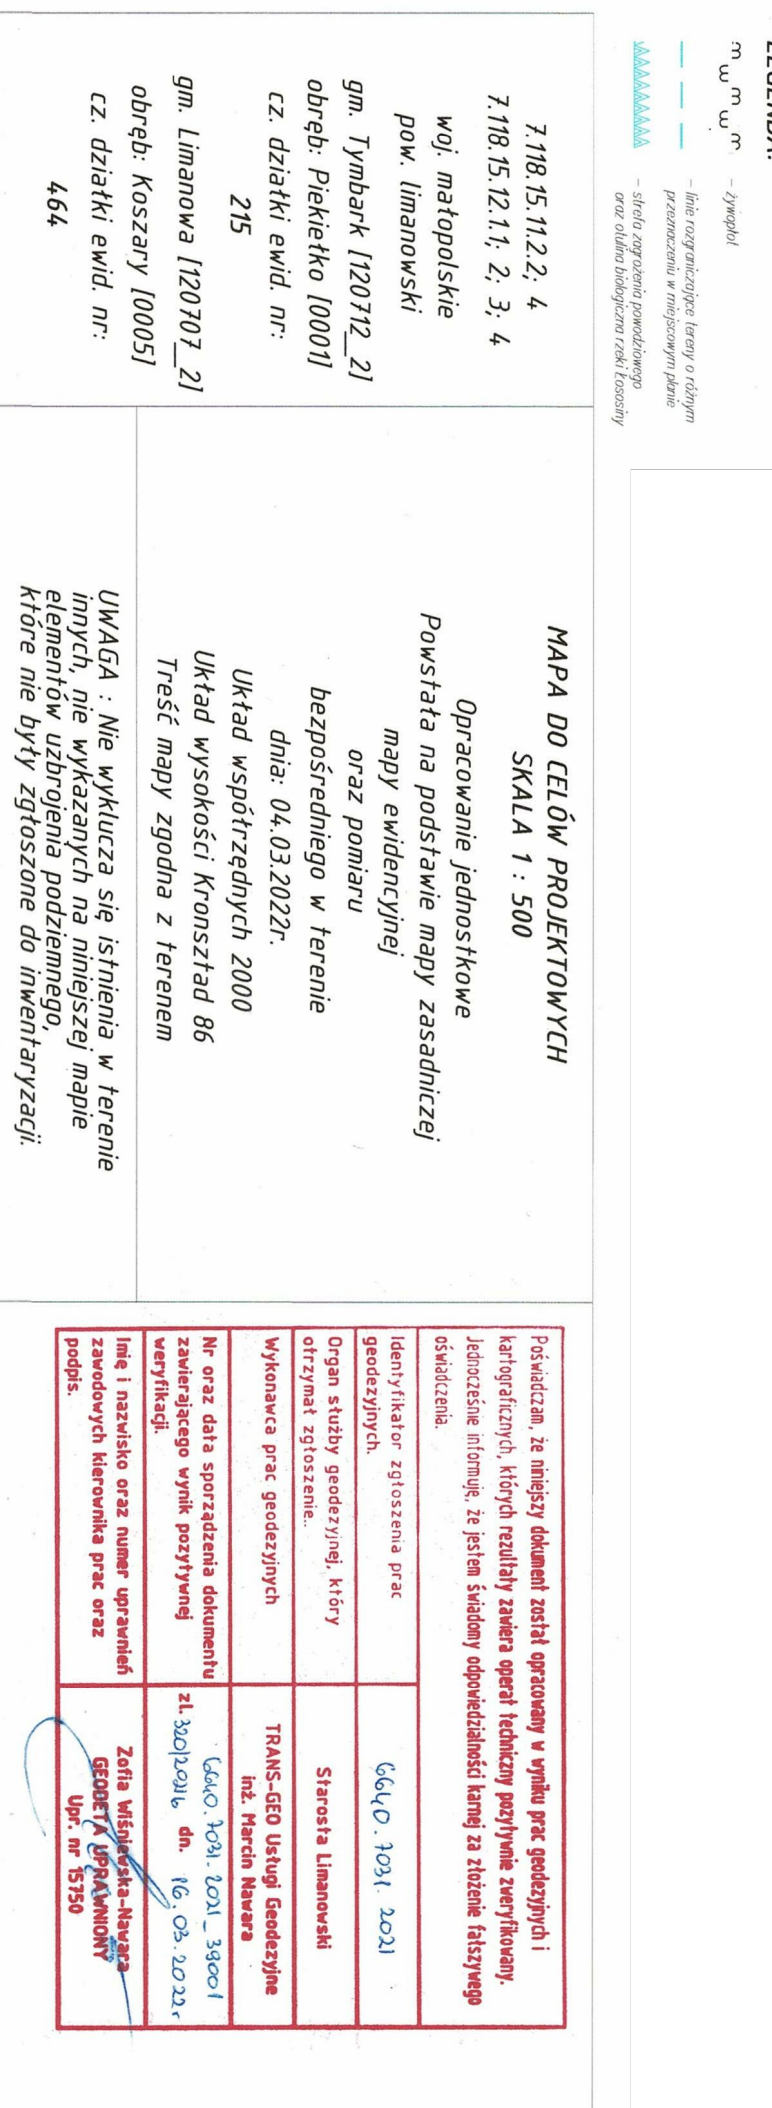 LEGENDA:
- żywopłot
- linie rozgraniczające tereny o różnym
przeznaczeniu w miejscowym planie
- strefa zagrożenia powodziowego
oraz otulina biologiczna rzeki Łososiny
7.118.15.11.2.2; 4
7.118.15.12.1.1; 2; 3; 4
woj. małopolskie
pow. limanowski
gm. Tymbark [120712_2]
obręb: Piekiełko [0001]
cz. działki ewid. nr:
215
gm. Limanowa [120707_2]
obręb: Koszary [0005]
cz. działki ewid. nr:
464
MAPA DO CELÓW PROJEKTOWYCH
SKALA 1 : 500
Opracowanie jednostkowe
Powstała na podstawie mapy zasadniczej
mapy ewidencyjnej
oraz pomiaru
bezpośredniego w terenie
dnia: 04.03.2022r.
Układ współrzędnych 2000
Układ wysokości Kronsztad 86
Treść mapy zgodna z terenem
UWAGA : Nie wyklucza się istnienia w terenie
innych, nie wykazanych na niniejszej mapie
elementów uzbrojenia podziemnego,
które nie były zgłoszone do inwentaryzacji.
Poświadczam, że niniejszy dokument został opracowany w wyniku prac geodezyjnych i
kartograficznych, których rezultaty zawiera operat techniczny pozytywnie zweryfikowany.
Jednocześnie informuję, że jestem świadomy odpowiedzialności karnej za złożenie fałszywego
oświadczenia.
Identyfikator zgłoszenia prac
geodezyjnych.
6640.7031.2021
Organ służby geodezyjnej, który
otrzymał zgłoszenie..
Starosta Limanowski
Wykonawca prac geodezyjnych
TRANS-GEO Usługi Geodezyjne
inż. Marcin Nawara
Nr oraz data sporządzenia dokumentu
zawierającego wynik pozytywnej
weryfikacji.
6640.7031.2021_39001
zl. dn. 16.03.2022r
Imię i nazwisko oraz numer uprawnień
zawodowych kierownika prac oraz
podpis.
Zofia Wiśniewska-Nawara
GEODETA UPRAWNIONY
Upr. nr 15750